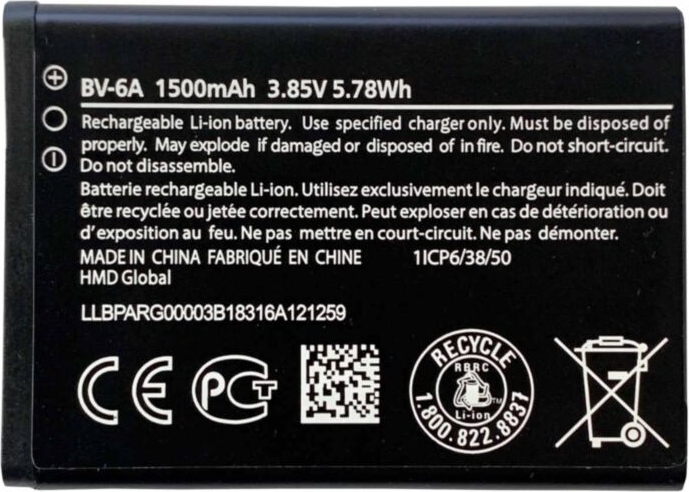 BV-6A 1500mAh 3.85V 5.78Wh
Rechargeable Li-ion battery. Use specified charger only. Must be disposed of
properly. May explode if damaged or disposed of in fire. Do not short-circuit.
Do not disassemble.
Batterie rechargeable Li-ion. Utilisez exclusivement le chargeur indiqué. Doit
être recyclée ou jetée correctement. Peut exploser en cas de détérioration ou
d'exposition au feu. Ne pas mettre en court-circuit. Ne pas démonter.
MADE IN CHINA FABRIQUÉ EN CHINE 1ICP6/38/50
HMD Global
LLBPARG00003B18316A121259
CE PCT
RECYCLE
RBRC
Li-ion TM
1.800.822.8837